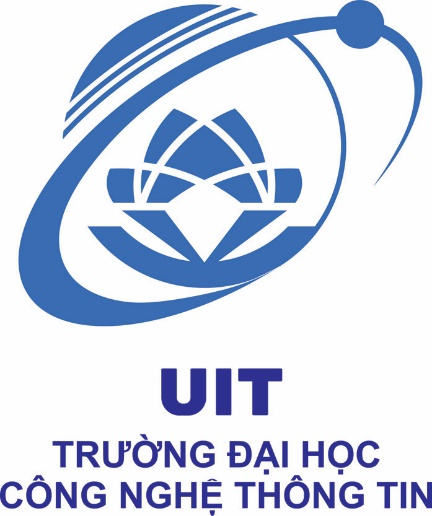 UIT
TRƯỜNG ĐẠI HỌC
CÔNG NGHỆ THÔNG TIN